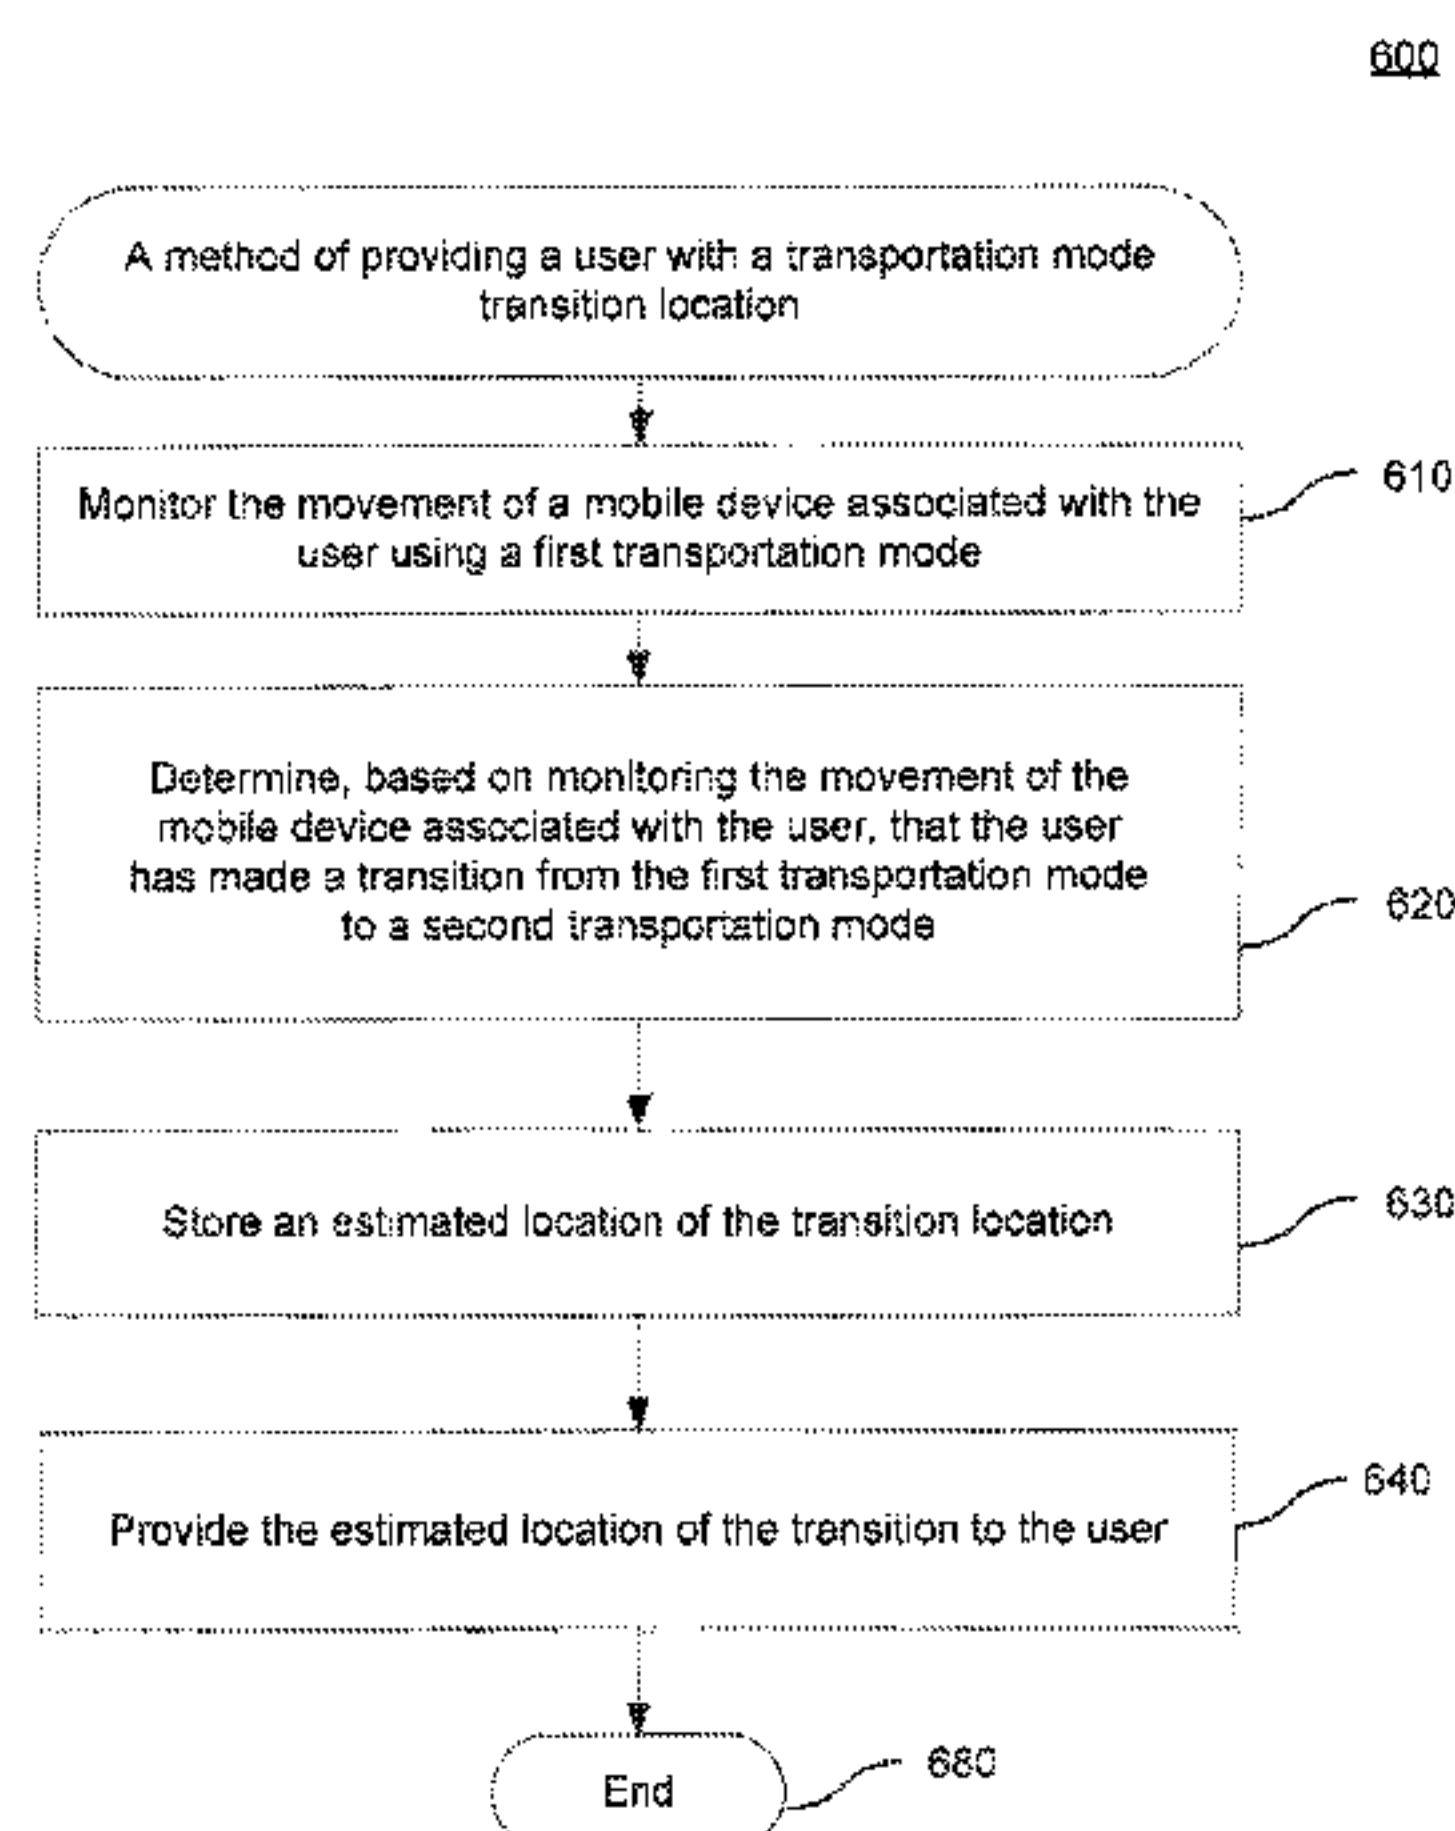 600
A method of providing a user with a transportation mode
transition location
Monitor the movement of a mobile device associated with the
user using a first transportation mode
610
Determine, based on monitoring the movement of the
mobile device associated with the user, that the user
has made a transition from the first transportation mode
to a second transportation mode
620
Store an estimated location of the transition location
630
Provide the estimated location of the transition to the user
640
End
680